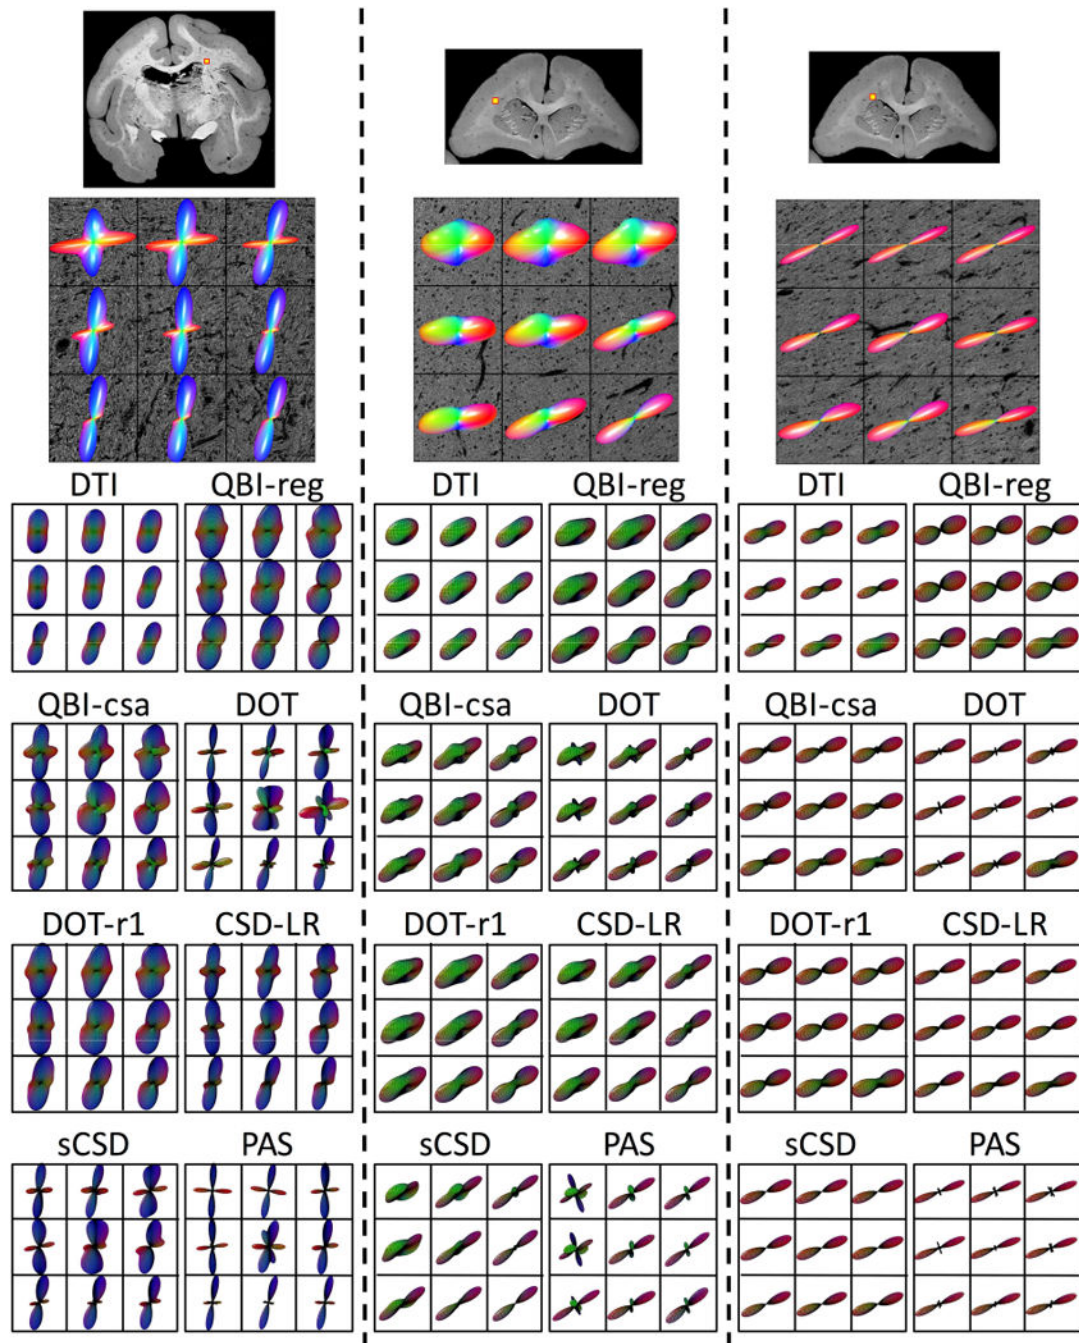 DTI QBI-reg DTI QBI-reg DTI QBI-reg
QBI-csa DOT QBI-csa DOT QBI-csa DOT
DOT-r1 CSD-LR DOT-r1 CSD-LR DOT-r1 CSD-LR
sCSD PAS sCSD PAS sCSD PAS